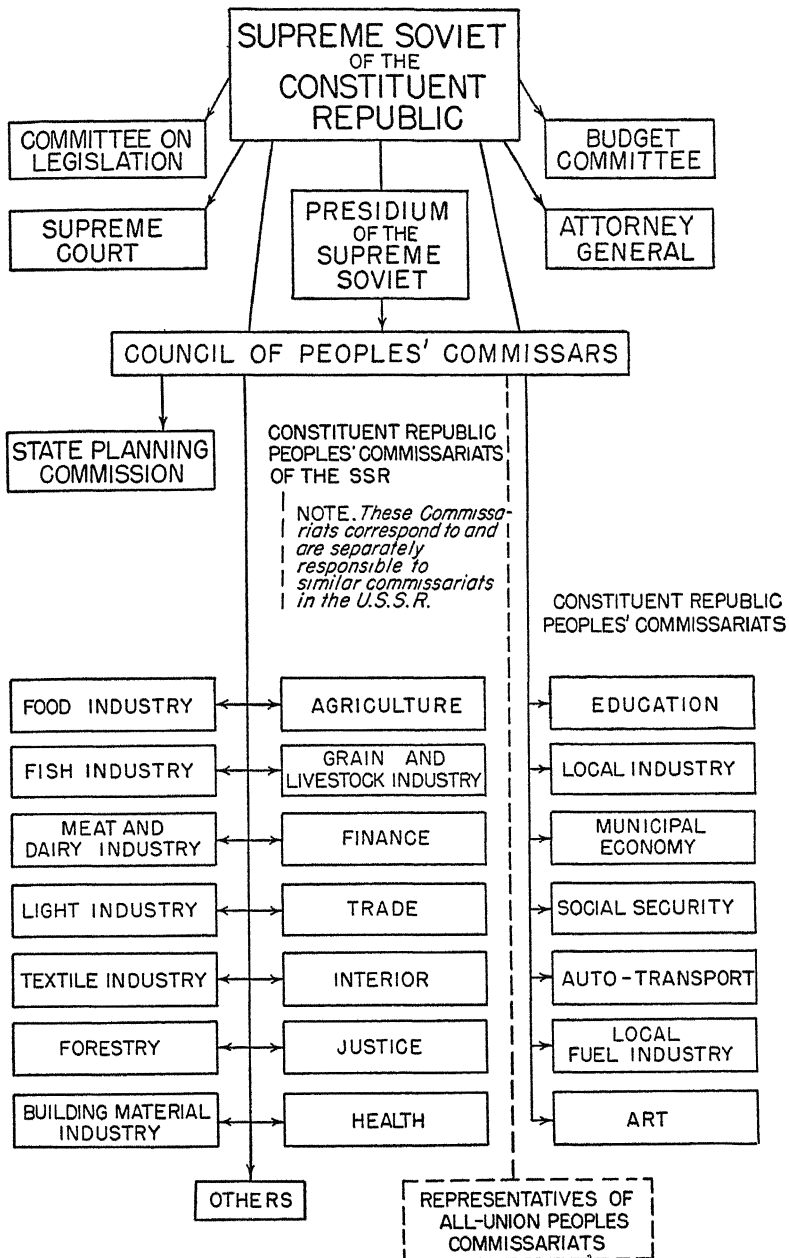 SUPREME SOVIET
OF THE
CONSTITUENT
REPUBLIC
COMMITTEE ON
LEGISLATION
BUDGET
COMMITTEE
SUPREME
COURT
PRESIDIUM
OF THE
SUPREME
SOVIET
ATTORNEY
GENERAL
COUNCIL OF PEOPLES' COMMISSARS
STATE PLANNING
COMMISSION
CONSTITUENT REPUBLIC
PEOPLES' COMMISSARIATS
OF THE SSR
NOTE. These Commissa-
riats correspond to and
are separately
responsible to
similar commissariats
in the U.S.S.R.
CONSTITUENT REPUBLIC
PEOPLES' COMMISSARIATS
FOOD INDUSTRY
AGRICULTURE
EDUCATION
FISH INDUSTRY
GRAIN AND
LIVESTOCK INDUSTRY
LOCAL INDUSTRY
MEAT AND
DAIRY INDUSTRY
FINANCE
MUNICIPAL
ECONOMY
LIGHT INDUSTRY
TRADE
SOCIAL SECURITY
TEXTILE INDUSTRY
INTERIOR
AUTO-TRANSPORT
FORESTRY
JUSTICE
LOCAL
FUEL INDUSTRY
BUILDING MATERIAL
INDUSTRY
HEALTH
ART
OTHERS
REPRESENTATIVES OF
ALL-UNION PEOPLES
COMMISSARIATS